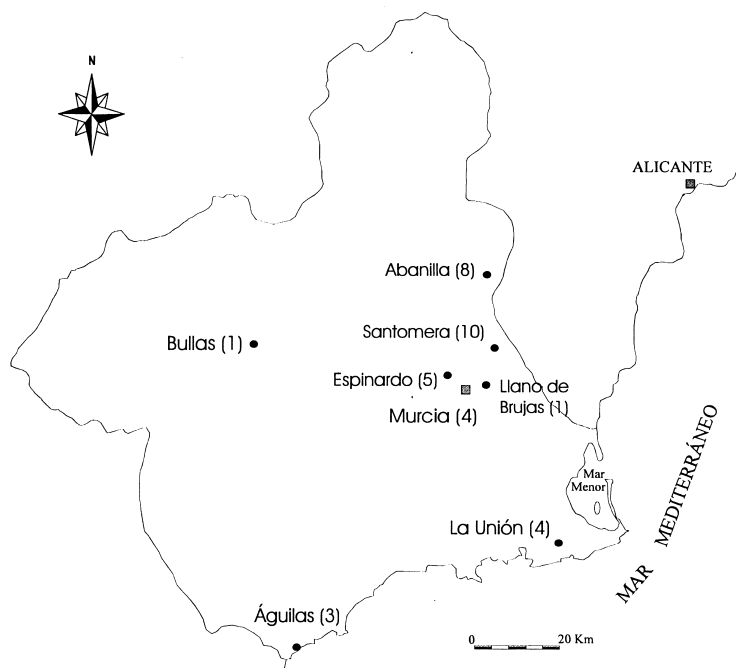 N
ALICANTE
Abanilla (8)
Santomera (10)
Bullas (1)
Espinardo (5)
Llano de
Brujas (1)
Murcia (4)
Mar
Menor
MAR MEDITERRÁNEO
La Unión (4)
Águilas (3)
0 20 Km